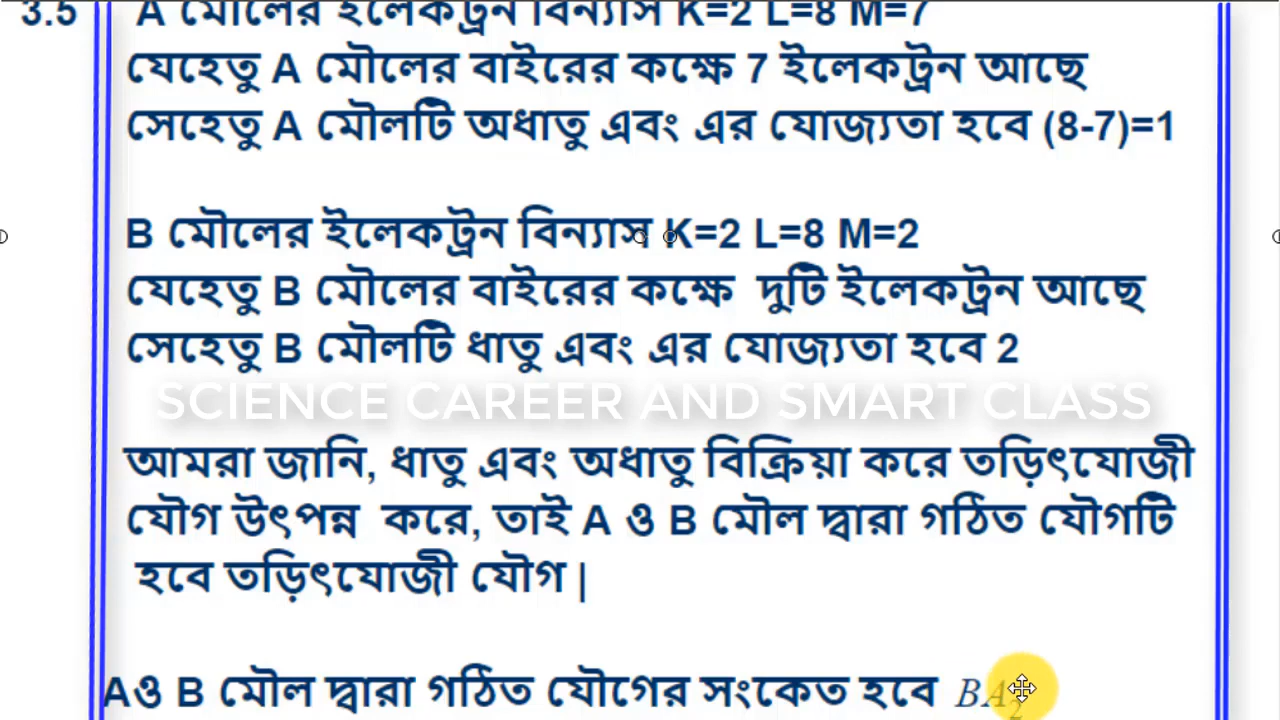 3.5 A মৌলের ইলেকট্রন বিন্যাস K=2 L=8 M=7
যেহেতু A মৌলের বাইরের কক্ষে 7 ইলেকট্রন আছে
সেহেতু A মৌলটি অধাতু এবং এর যোজ্যতা হবে (8-7)=1
B মৌলের ইলেকট্রন বিন্যাস K=2 L=8 M=2
যেহেতু B মৌলের বাইরের কক্ষে দুটি ইলেকট্রন আছে
সেহেতু B মৌলটি ধাতু এবং এর যোজ্যতা হবে 2
SCIENCE CAREER AND SMART CLASS
আমরা জানি, ধাতু এবং অধাতু বিক্রিয়া করে তড়িৎযোজী
যৌগ উৎপন্ন করে, তাই A ও B মৌল দ্বারা গঠিত যৌগটি
হবে তড়িৎযোজী যৌগ |
Aও B মৌল দ্বারা গঠিত যৌগের সংকেত হবে BA₂